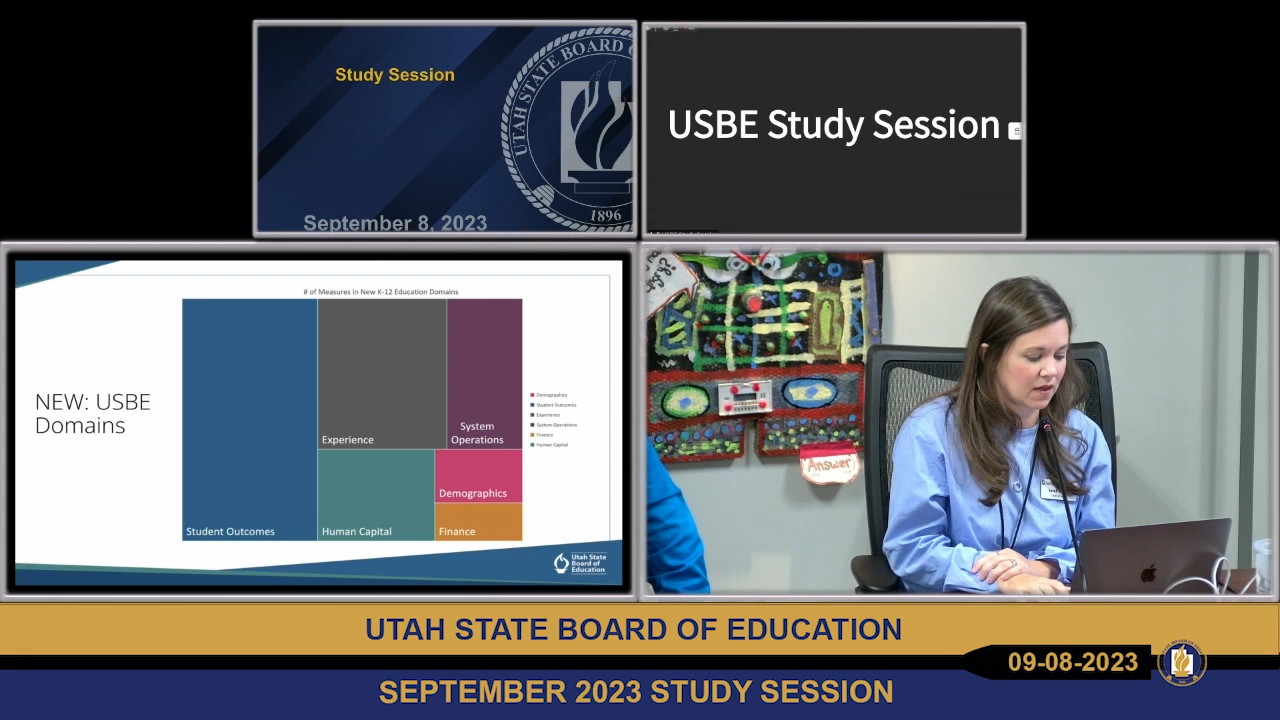 Study Session
UTAH STATE BOARD O
1896
September 8, 2023
USBE Study Session
# of Measures in New K-12 Education Domains
NEW: USBE
Domains
Student Outcomes
Experience
System
Operations
Human Capital
Demographics
Finance
Demographics
Student Outcomes
Experience
System Operations
Finance
Human Capital
Utah State
Board of
Education
Answer
UTAH STATE BOARD OF EDUCATION
09-08-2023
SEPTEMBER 2023 STUDY SESSION